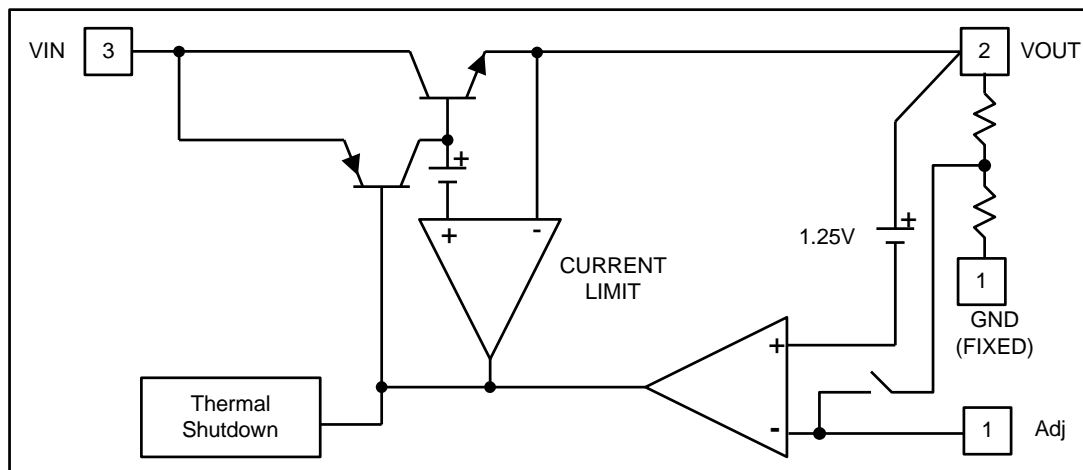 VIN 3
2 VOUT
+
+ -
CURRENT
LIMIT
1.25V
+
1
GND
(FIXED)
+
Thermal
Shutdown
-
1 Adj